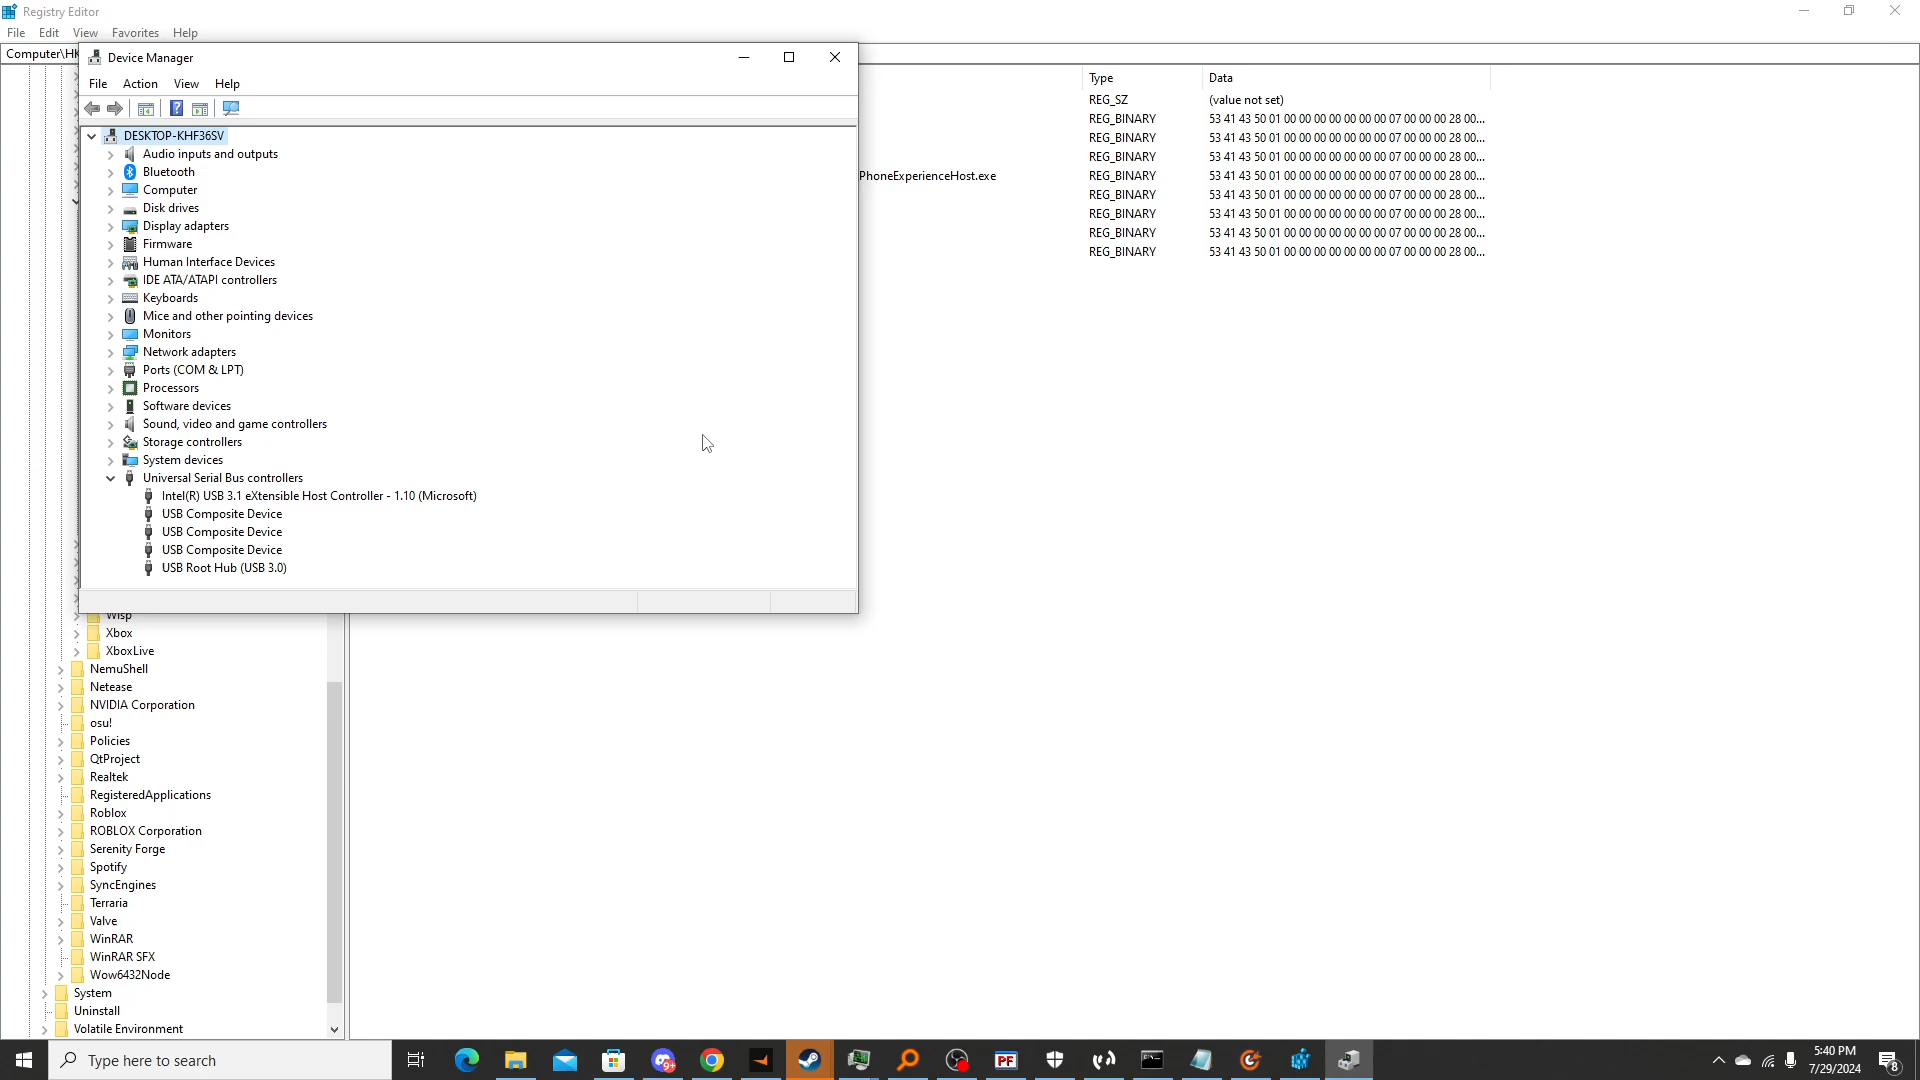 Registry Editor
File Edit View Favorites Help
Computer\HK
Device Manager
File Action View Help
DESKTOP-KHF36SV
Audio inputs and outputs
Bluetooth
Computer
Disk drives
Display adapters
Firmware
Human Interface Devices
IDE ATA/ATAPI controllers
Keyboards
Mice and other pointing devices
Monitors
Network adapters
Ports (COM & LPT)
Processors
Software devices
Sound, video and game controllers
Storage controllers
System devices
Universal Serial Bus controllers
Intel(R) USB 3.1 eXtensible Host Controller - 1.10 (Microsoft)
USB Composite Device
USB Composite Device
USB Composite Device
USB Root Hub (USB 3.0)
Type Data
REG_SZ (value not set)
REG_BINARY 53 41 43 50 01 00 00 00 00 00 00 00 07 00 00 00 28 00...
REG_BINARY 53 41 43 50 01 00 00 00 00 00 00 00 07 00 00 00 28 00...
REG_BINARY 53 41 43 50 01 00 00 00 00 00 00 00 07 00 00 00 28 00...
PhoneExperienceHost.exe REG_BINARY 53 41 43 50 01 00 00 00 00 00 00 00 07 00 00 00 28 00...
REG_BINARY 53 41 43 50 01 00 00 00 00 00 00 00 07 00 00 00 28 00...
REG_BINARY 53 41 43 50 01 00 00 00 00 00 00 00 07 00 00 00 28 00...
REG_BINARY 53 41 43 50 01 00 00 00 00 00 00 00 07 00 00 00 28 00...
REG_BINARY 53 41 43 50 01 00 00 00 00 00 00 00 07 00 00 00 28 00...
Wisp
Xbox
XboxLive
NemuShell
Netease
NVIDIA Corporation
osu!
Policies
QtProject
Realtek
RegisteredApplications
Roblox
ROBLOX Corporation
Serenity Forge
Spotify
SyncEngines
Terraria
Valve
WinRAR
WinRAR SFX
Wow6432Node
System
Uninstall
Volatile Environment
Type here to search
9+
PF
5:40 PM
7/29/2024
8